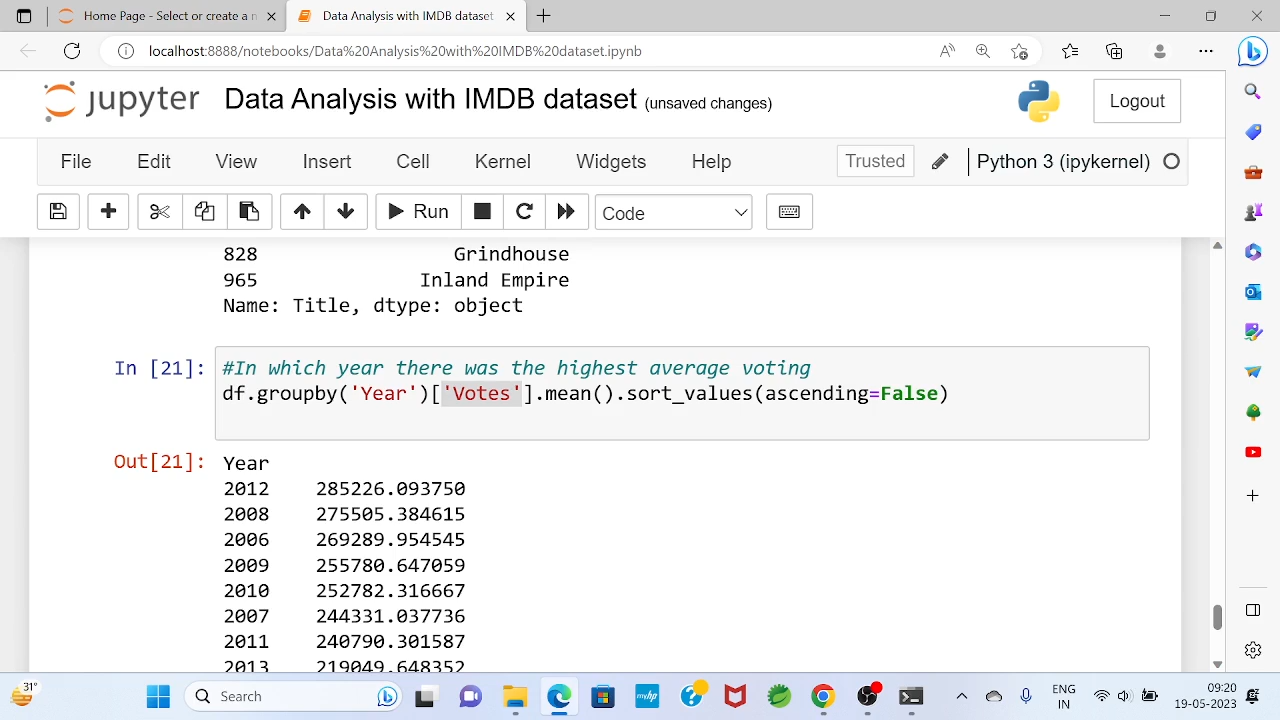 Home Page - Select or create a n
Data Analysis with IMDB dataset
localhost:8888/notebooks/Data%20Analysis%20with%20IMDB%20dataset.ipynb
jupyter Data Analysis with IMDB dataset (unsaved changes)
Logout
File Edit View Insert Cell Kernel Widgets Help
Trusted
Python 3 (ipykernel)
Run
Code
828 Grindhouse
965 Inland Empire
Name: Title, dtype: object
In [21]: #In which year there was the highest average voting
df.groupby('Year')['Votes'].mean().sort_values(ascending=False)
Out[21]: Year
2012 285226.093750
2008 275505.384615
2006 269289.954545
2009 255780.647059
2010 252782.316667
2007 244331.037736
2011 240790.301587
2013 219049.648352
31°
Search
myhp
ENG
IN
09:20
19-05-2023